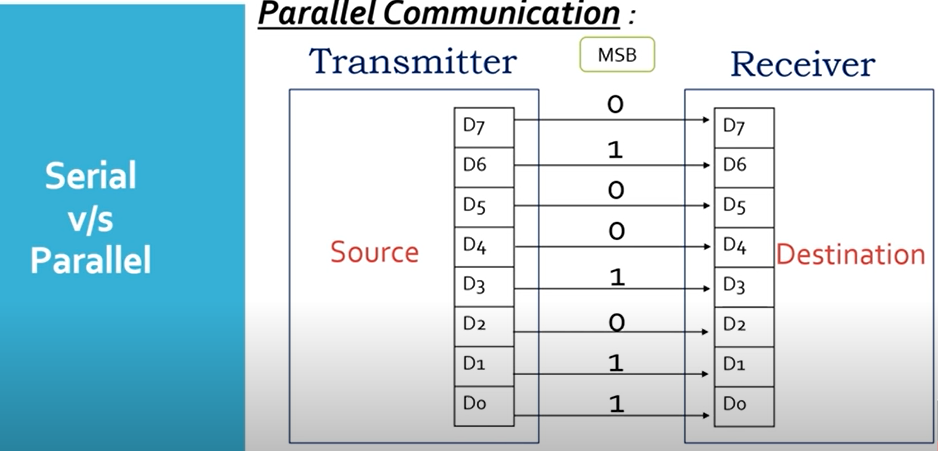 Parallel Communication :
Serial
v/s
Parallel
Transmitter
MSB
Receiver
Source
Destination
D7 0 D7
D6 1 D6
D5 0 D5
D4 0 D4
D3 1 D3
D2 0 D2
D1 1 D1
D0 1 D0